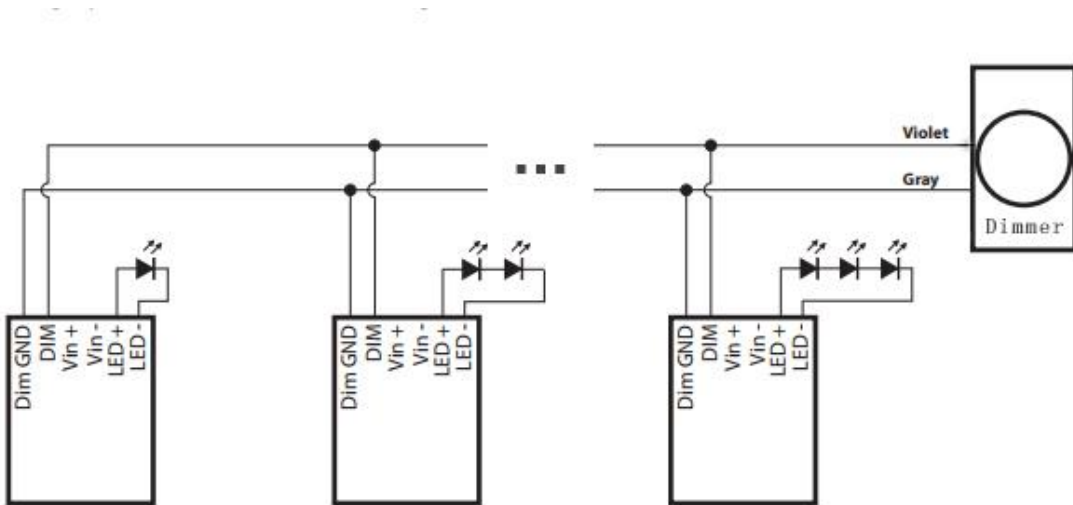 Violet
Gray
Dimmer
Dim GND
DIM
Vin +
Vin -
LED +
LED -
Dim GND
DIM
Vin +
Vin -
LED +
LED -
Dim GND
DIM
Vin +
Vin -
LED +
LED -